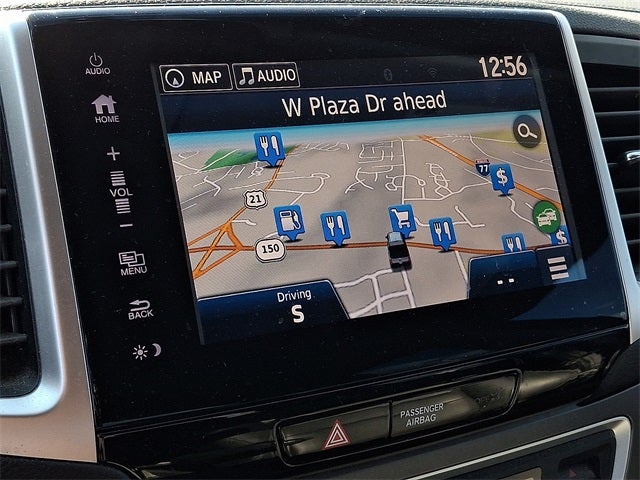 AUDIO
HOME
+
VOL
-
MENU
BACK
MAP
AUDIO
12:56
W Plaza Dr ahead
77
$
21
150
$
Driving
S
--
PASSENGER
AIRBAG